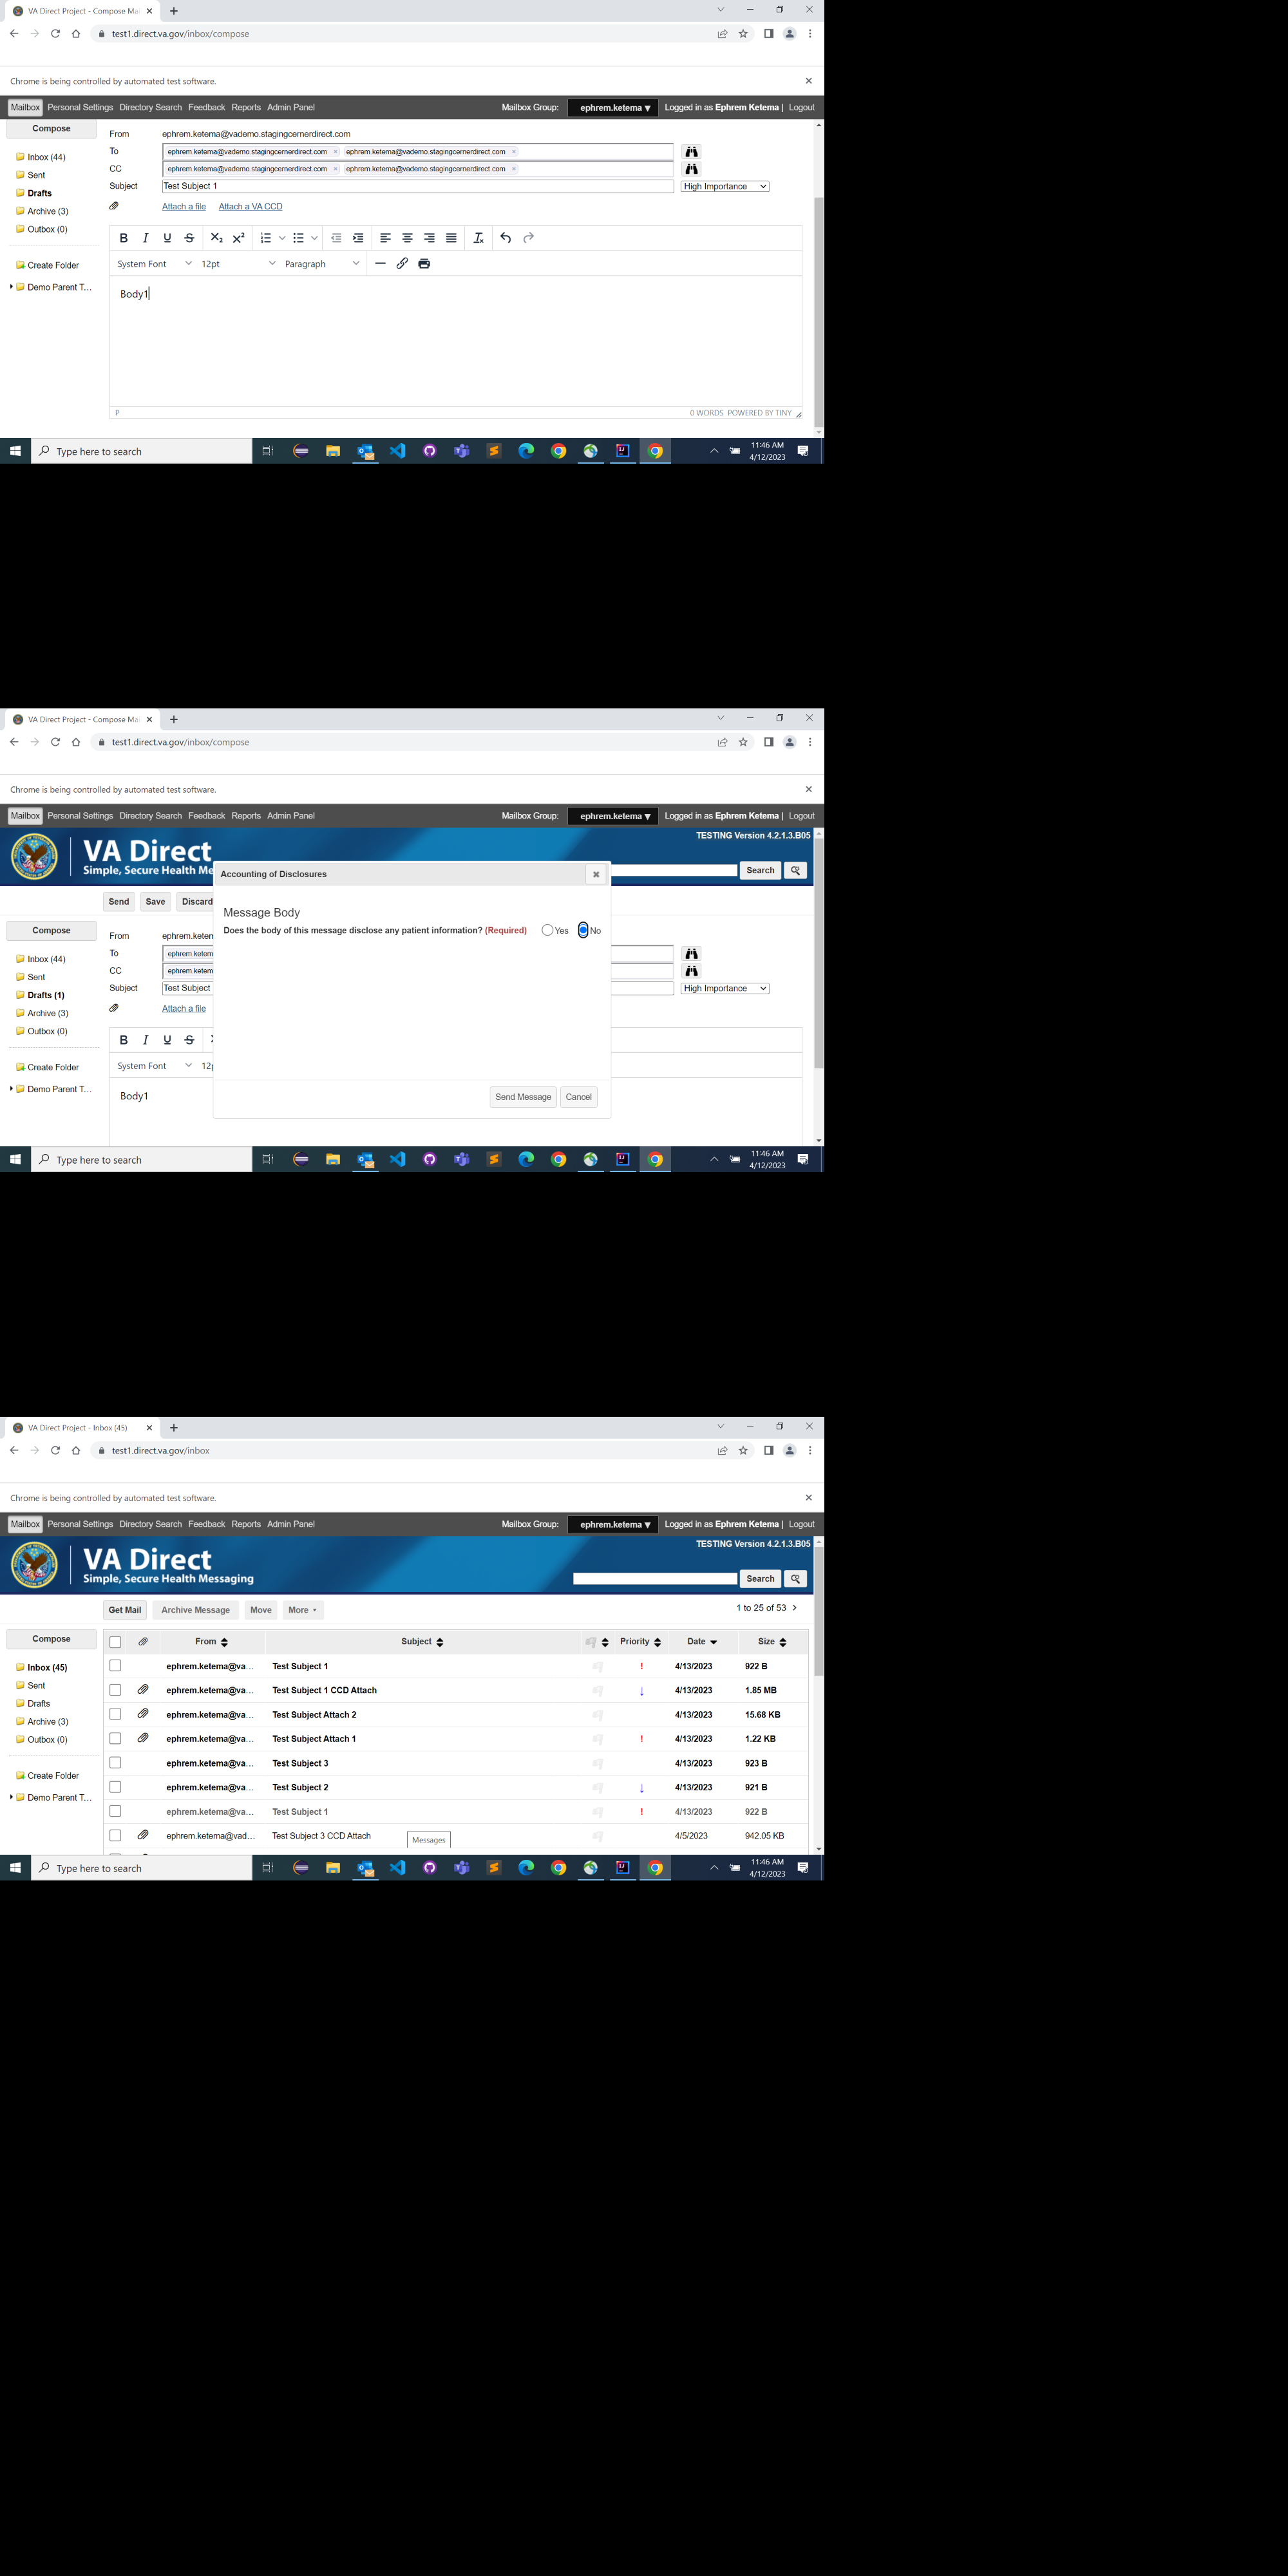 VA Direct Project - Compose Ma
test1.direct.va.gov/inbox/compose
Chrome is being controlled by automated test software.
Mailbox Personal Settings Directory Search Feedback Reports Admin Panel Mailbox Group: ephrem.ketema ▼ Logged in as Ephrem Ketema | Logout
Compose
From ephrem.ketema@vademo.stagingcernerdirect.com
To ephrem.ketema@vademo.stagingcernerdirect.com × ephrem.ketema@vademo.stagingcernerdirect.com ×
Inbox (44)
CC ephrem.ketema@vademo.stagingcernerdirect.com × ephrem.ketema@vademo.stagingcernerdirect.com ×
Sent
Subject Test Subject 1 High Importance
Drafts
Attach a file Attach a VA CCD
Archive (3)
Outbox (0)
B I U S X₂ X²
System Font 12pt Paragraph
Create Folder
Demo Parent T...
Body1
P 0 WORDS POWERED BY TINY
Type here to search
11:46 AM
4/12/2023
VA Direct Project - Compose Ma
test1.direct.va.gov/inbox/compose
Chrome is being controlled by automated test software.
Mailbox Personal Settings Directory Search Feedback Reports Admin Panel Mailbox Group: ephrem.ketema ▼ Logged in as Ephrem Ketema | Logout
TESTING Version 4.2.1.3.B05
VA Direct
Simple, Secure Health Me
Search
Accounting of Disclosures
Send Save Discard
Message Body
Does the body of this message disclose any patient information? (Required) Yes No
Compose
From ephrem.keter
To ephrem.ketem
Inbox (44)
CC ephrem.ketem
Sent
Subject Test Subject High Importance
Drafts (1)
Attach a file
Archive (3)
Outbox (0)
B I U S
System Font 12p
Create Folder
Demo Parent T...
Body1
Send Message Cancel
Type here to search
11:46 AM
4/12/2023
VA Direct Project - Inbox (45)
test1.direct.va.gov/inbox
Chrome is being controlled by automated test software.
Mailbox Personal Settings Directory Search Feedback Reports Admin Panel Mailbox Group: ephrem.ketema ▼ Logged in as Ephrem Ketema | Logout
TESTING Version 4.2.1.3.B05
VA Direct
Simple, Secure Health Messaging
Search
Get Mail Archive Message Move More 1 to 25 of 53
Compose
Inbox (45)
Sent
Drafts
Archive (3)
Outbox (0)
Create Folder
Demo Parent T...
From Subject Priority Date Size
ephrem.ketema@va... Test Subject 1 ! 4/13/2023 922 B
ephrem.ketema@va... Test Subject 1 CCD Attach ↓ 4/13/2023 1.85 MB
ephrem.ketema@va... Test Subject Attach 2 4/13/2023 15.68 KB
ephrem.ketema@va... Test Subject Attach 1 ! 4/13/2023 1.22 KB
ephrem.ketema@va... Test Subject 3 4/13/2023 923 B
ephrem.ketema@va... Test Subject 2 ↓ 4/13/2023 921 B
ephrem.ketema@va... Test Subject 1 ! 4/13/2023 922 B
ephrem.ketema@vad... Test Subject 3 CCD Attach 4/5/2023 942.05 KB
Messages
Type here to search
11:46 AM
4/12/2023